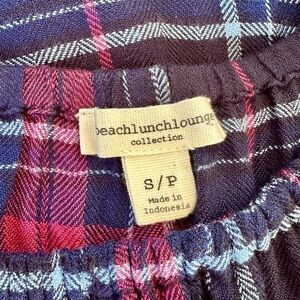 beachlunchlounge
collection
S/P
Made in
Indonesia